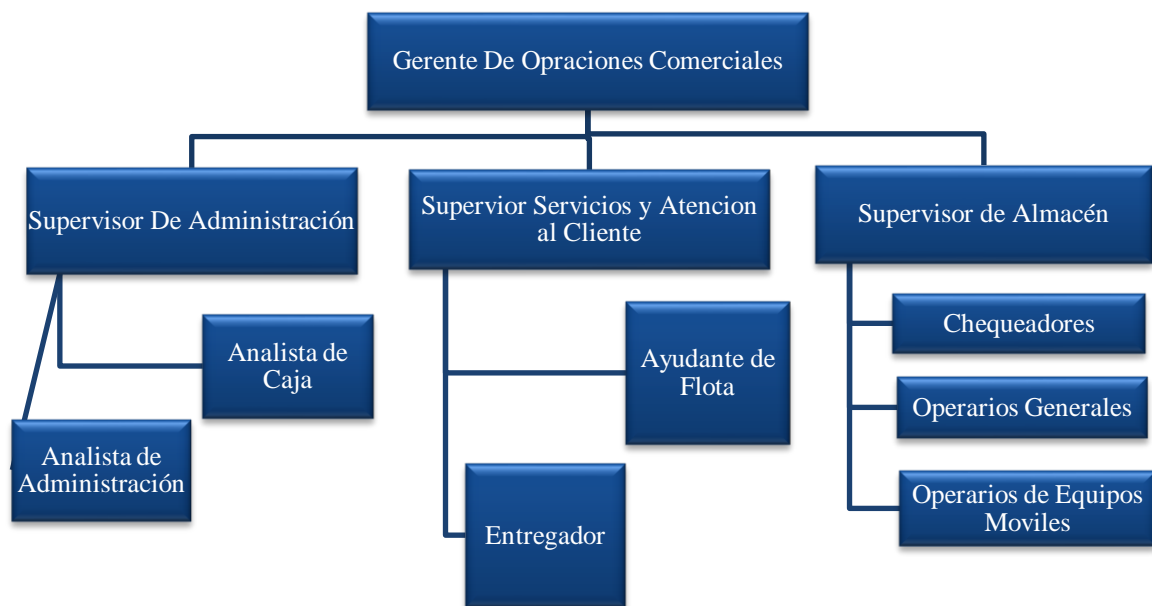 Gerente De Opraciones Comerciales
Supervisor De Administración
Supervior Servicios y Atencion
al Cliente
Supervisor de Almacén
Analista de
Caja
Analista de
Administración
Ayudante de
Flota
Entregador
Chequeadores
Operarios Generales
Operarios de Equipos
Moviles